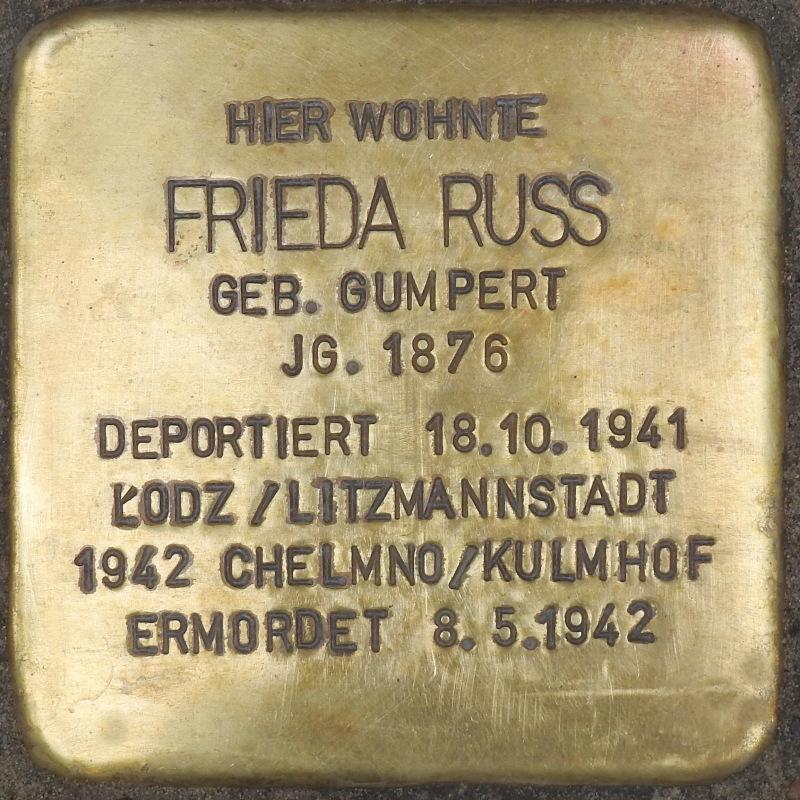 HIER WOHNTE
FRIEDA RUSS
GEB. GUMPERT
JG. 1876
DEPORTIERT 18.10.1941
ŁODZ / LITZMANNSTADT
1942 CHELMNO/KULMHOF
ERMORDET 8.5.1942